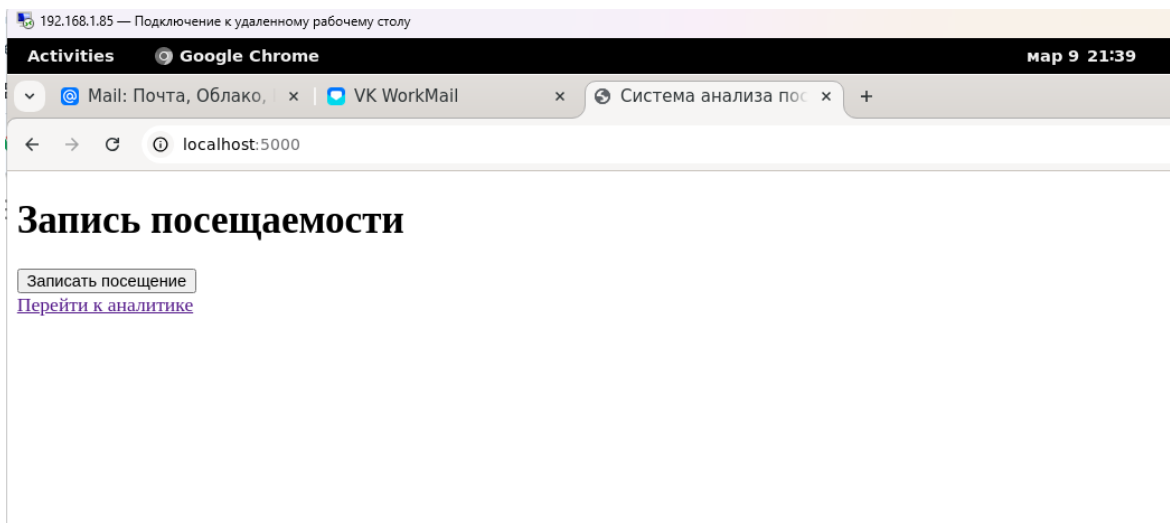 192.168.1.85 — Подключение к удаленному рабочему столу
Activities Google Chrome мар 9 21:39
Mail: Почта, Облако, VK WorkMail Система анализа пос
localhost:5000
Запись посещаемости
Записать посещение
Перейти к аналитике